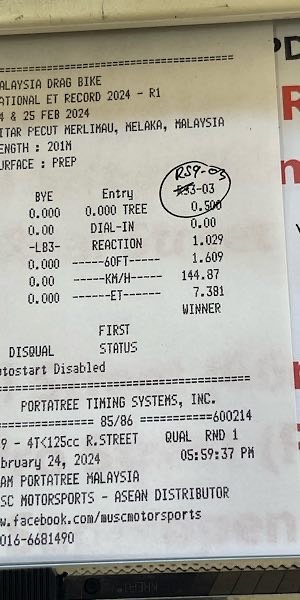 ALAYSIA DRAG BIKE
ATIONAL ET RECORD 2024 - R1
4 & 25 FEB 2024
ITAR PECUT MERLIMAU, MELAKA, MALAYSIA
ENGTH : 201M
URFACE : PREP
RS9-03
BYE Entry -03
0.000 0.000 TREE 0.500
0.00 DIAL-IN 0.00
-LB3- REACTION 1.029
0.000 ------60FT----- 1.609
0.00 -----KM/H----- 144.87
0.000 ------ET------ 7.381
WINNER
FIRST
DISQUAL STATUS
utostart Disabled
PORTATREE TIMING SYSTEMS, INC.
85/86 ============600214
9 - 4T<125cc R.STREET QUAL RND 1
bruary 24, 2024 05:59:37 PM
AM PORTATREE MALAYSIA
SC MOTORSPORTS - ASEAN DISTRIBUTOR
w.facebook.com/muscmotorsports
016-6681490